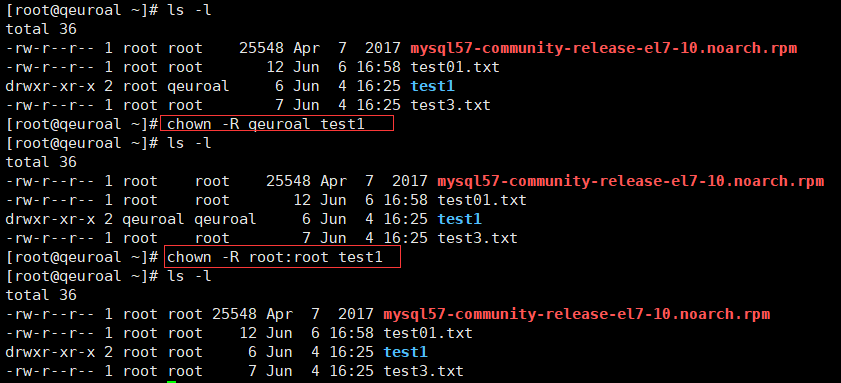 [root@qeuroal ~]# ls -l
total 36
-rw-r--r-- 1 root root    25548 Apr  7  2017 mysql57-community-release-el7-10.noarch.rpm
-rw-r--r-- 1 root root       12 Jun  6 16:58 test01.txt
drwxr-xr-x 2 root qeuroal     6 Jun  4 16:25 test1
-rw-r--r-- 1 root root        7 Jun  4 16:25 test3.txt
[root@qeuroal ~]# chown -R qeuroal test1
[root@qeuroal ~]# ls -l
total 36
-rw-r--r-- 1 root    root    25548 Apr  7  2017 mysql57-community-release-el7-10.noarch.rpm
-rw-r--r-- 1 root    root       12 Jun  6 16:58 test01.txt
drwxr-xr-x 2 qeuroal qeuroal     6 Jun  4 16:25 test1
-rw-r--r-- 1 root    root        7 Jun  4 16:25 test3.txt
[root@qeuroal ~]# chown -R root:root test1
[root@qeuroal ~]# ls -l
total 36
-rw-r--r-- 1 root root 25548 Apr  7  2017 mysql57-community-release-el7-10.noarch.rpm
-rw-r--r-- 1 root root    12 Jun  6 16:58 test01.txt
drwxr-xr-x 2 root root     6 Jun  4 16:25 test1
-rw-r--r-- 1 root root     7 Jun  4 16:25 test3.txt